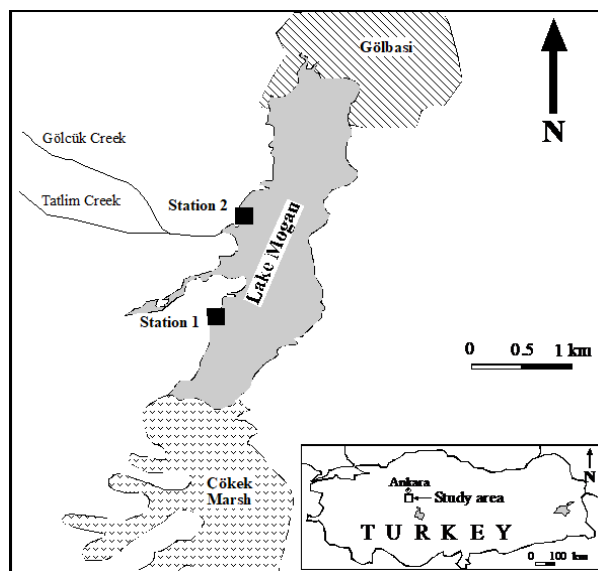 Gölbasi
N
Gölcük Creek
Tatlim Creek
Station 2
Lake Mogan
Station 1
0 0.5 1 km
Cökek
Marsh
N
Ankara
Study area
TURKEY
0 100 km